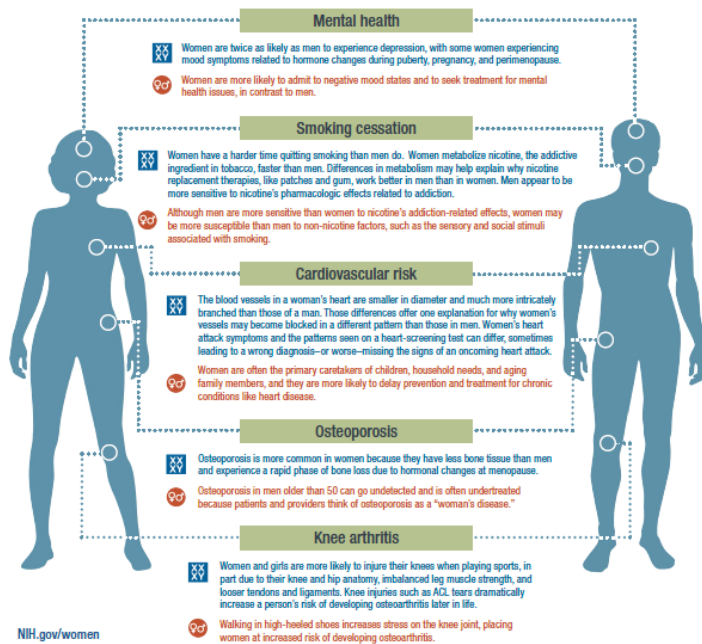 Mental health
XX
XY
Women are twice as likely as men to experience depression, with some women experiencing
mood symptoms related to hormone changes during puberty, pregnancy, and perimenopause.
Women are more likely to admit to negative mood states and to seek treatment for mental
health issues, in contrast to men.
Smoking cessation
XX
XY
Women have a harder time quitting smoking than men do. Women metabolize nicotine, the addictive
ingredient in tobacco, faster than men. Differences in metabolism may help explain why nicotine
replacement therapies, like patches and gum, work better in men than in women. Men appear to be
more sensitive to nicotine's pharmacologic effects related to addiction.
Although men are more sensitive than women to nicotine's addiction-related effects, women may
be more susceptible than men to non-nicotine factors, such as the sensory and social stimuli
associated with smoking.
Cardiovascular risk
XX
XY
The blood vessels in a woman's heart are smaller in diameter and much more intricately
branched than those of a man. Those differences offer one explanation for why women's
vessels may become blocked in a different pattern than those in men. Women's heart
attack symptoms and the patterns seen on a heart-screening test can differ, sometimes
leading to a wrong diagnosis–or worse–missing the signs of an oncoming heart attack.
Women are often the primary caretakers of children, household needs, and aging
family members, and they are more likely to delay prevention and treatment for chronic
conditions like heart disease.
Osteoporosis
XX
XY
Osteoporosis is more common in women because they have less bone tissue than men
and experience a rapid phase of bone loss due to hormonal changes at menopause.
Osteoporosis in men older than 50 can go undetected and is often undertreated
because patients and providers think of osteoporosis as a "woman's disease."
Knee arthritis
XX
XY
Women and girls are more likely to injure their knees when playing sports, in
part due to their knee and hip anatomy, imbalanced leg muscle strength, and
looser tendons and ligaments. Knee injuries such as ACL tears dramatically
increase a person's risk of developing osteoarthritis later in life.
Walking in high-heeled shoes increases stress on the knee joint, placing
women at increased risk of developing osteoarthritis.
NIH.gov/women